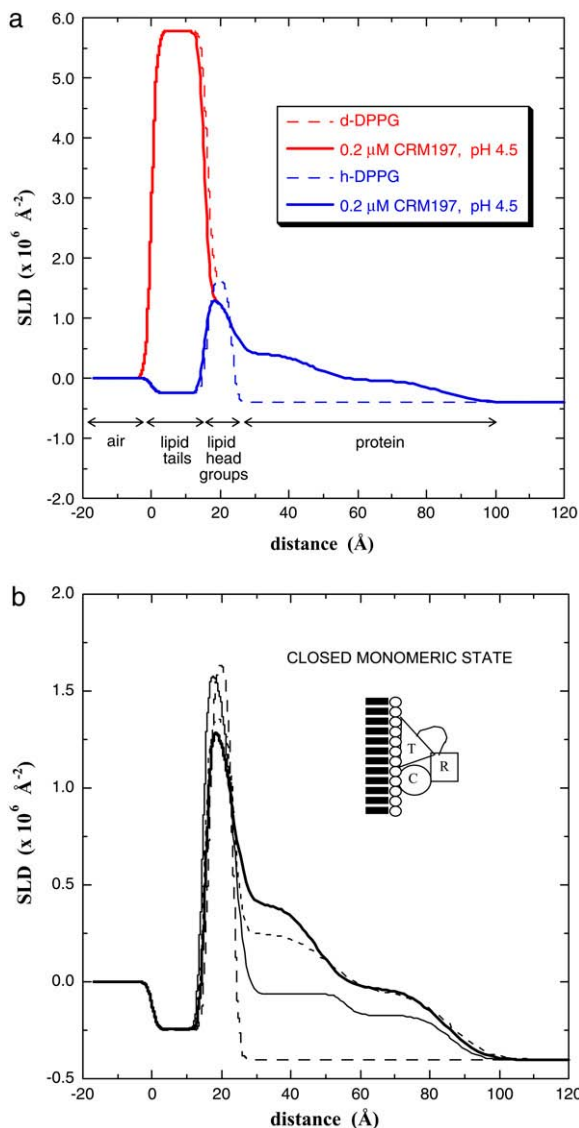 a
6.0
5.0
4.0
3.0
2.0
1.0
0.0
-1.0
-2.0
SLD (x 10⁶ Å⁻²)
d-DPPG
0.2 μM CRM197, pH 4.5
h-DPPG
0.2 μM CRM197, pH 4.5
air
lipid
tails
lipid
head
groups
protein
-20 0 20 40 60 80 100 120
distance (Å)
b
2.0
1.5
1.0
0.5
0.0
-0.5
SLD (x 10⁶ Å⁻²)
CLOSED MONOMERIC STATE
T
R
C
-20 0 20 40 60 80 100 120
distance (Å)